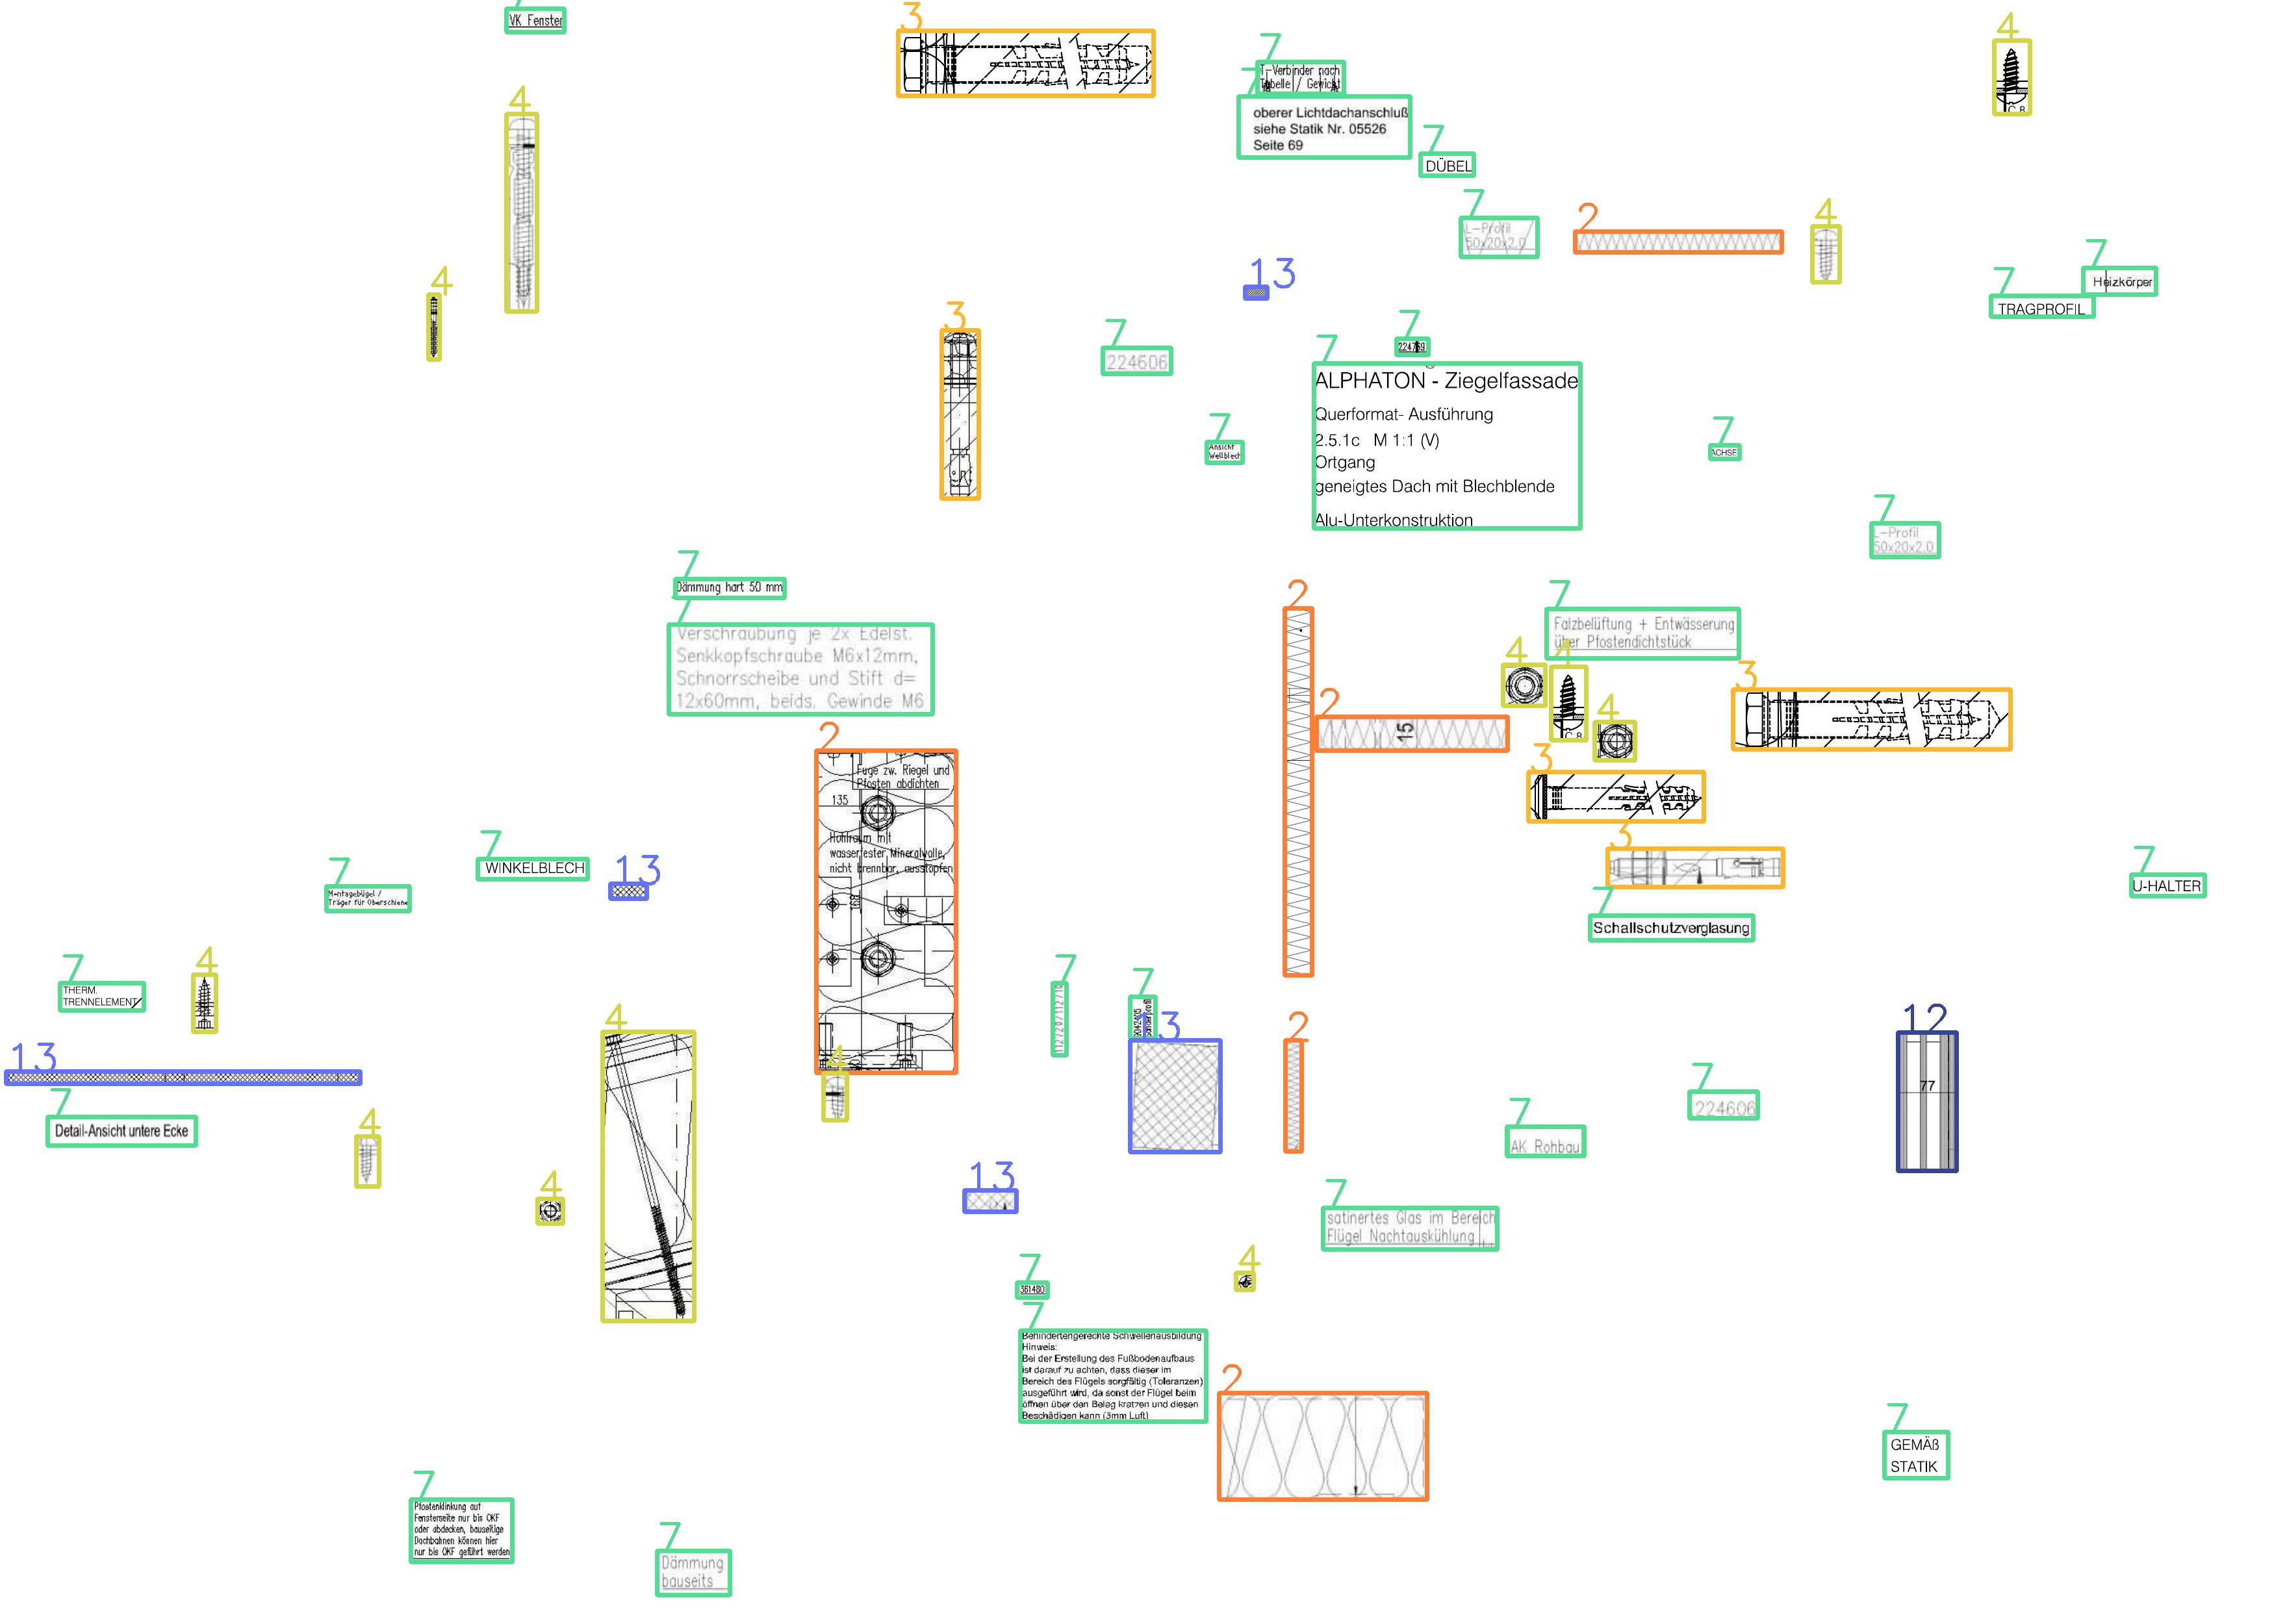 7
VK Fenster
3
4
7
7
T-Verbinder nach
Tabelle / Gewicht
oberer Lichtdachanschluß
siehe Statik Nr. 05526
Seite 69
4
7
DÜBEL
7
L-Profil
50x20x2.0
2
4
7
Heizkörper
7
TRAGPROFIL
13
4
3
7
224606
7
224769
7
ALPHATON - Ziegelfassade
Querformat- Ausführung
2.5.1c M 1:1 (V)
Ortgang
geneigtes Dach mit Blechblende
Alu-Unterkonstruktion
7
Ansicht
Wellblech
7
ACHSE
7
L-Profil
50x20x2.0
7
Dämmung hart 50 mm
7
Verschraubung je 2x Edelst.
Senkkopfschraube M6x12mm,
Schnorrscheibe und Stift d=
12x60mm, beids. Gewinde M6
2
7
Falzbelüftung + Entwässerung
über Pfostendichtstück
4
4
C 8
4
3
2
15
2
Fuge zw. Riegel und
Pfosten abdichten
135
Hohlraum mit
wasserfester Mineralwolle,
nicht brennbar, ausstopfen
168
3
3
7
Schallschutzverglasung
7
U-HALTER
7
WINKELBLECH
13
7
Montagebügel /
Träger für Oberschiene
7
THERM.
TRENNELEMENT
4
13
7
Detail-Ansicht untere Ecke
4
4
4
4
7
7
13
2
12
77
7
224606
7
AK Rohbau
13
7
satinertes Glas im Bereich
Flügel Nachtauskühlung
4
7
361480
7
Behindertengerechte Schwellenausbildung
Hinweis:
Bei der Erstellung des Fußbodenaufbaus
ist darauf zu achten, dass dieser im
Bereich des Flügels sorgfältig (Toleranzen)
ausgeführt wird, da sonst der Flügel beim
öffnen über den Belag kratzen und diesen
Beschädigen kann (3mm Luft)
2
7
GEMÄß
STATIK
7
Pfostenklinkung auf
Fensterseite nur bis OKF
oder abdecken, bauseitige
Dachbahnen können hier
nur bis OKF geführt werden
7
Dämmung
bauseits